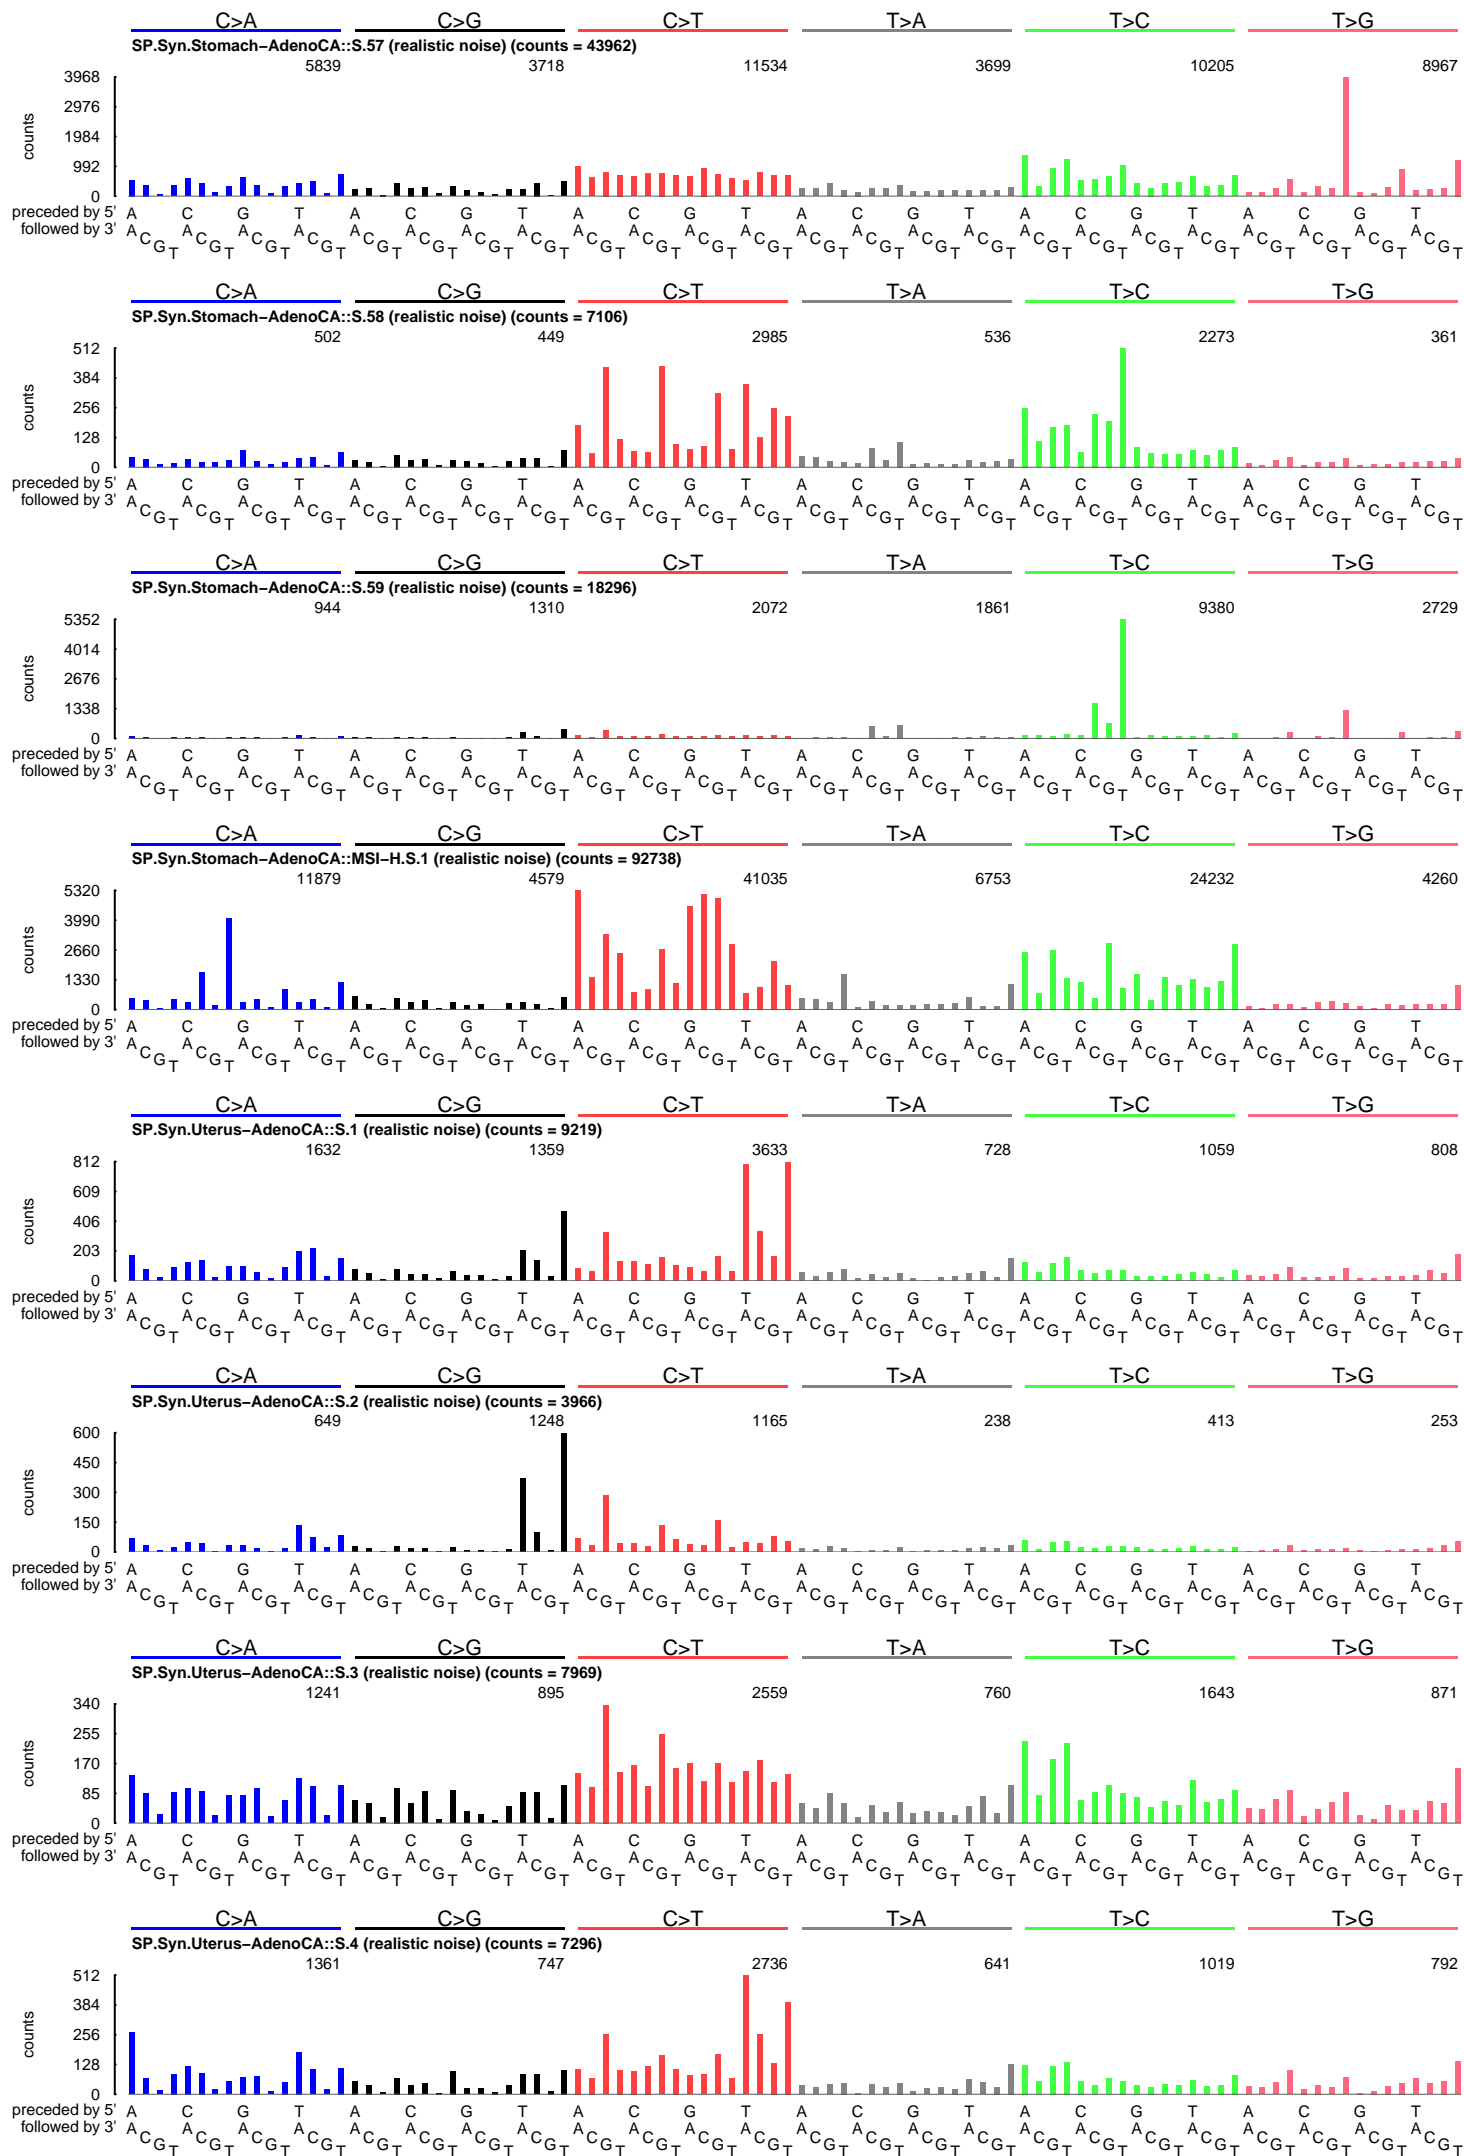 C>A C>G C>T T>A T>C T>G
SP.Syn.Stomach−AdenoCA::S.57 (realistic noise) (counts = 43962)
5839 3718 11534 3699 10205 8967
3968
2976
1984
992
0
counts
preceded by 5' A C G T A C G T A C G T A C G T A C G T A C G T
followed by 3' A C G T A C G T A C G T A C G T A C G T A C G T A C G T A C G T A C G T A C G T A C G T A C G T A C G T A C G T A C G T A C G T A C G T A C G T A C G T A C G T A C G T A C G T A C G T A C G T
C>A C>G C>T T>A T>C T>G
SP.Syn.Stomach−AdenoCA::S.58 (realistic noise) (counts = 7106)
502 449 2985 536 2273 361
512
384
256
128
0
counts
preceded by 5' A C G T A C G T A C G T A C G T A C G T A C G T
followed by 3' A C G T A C G T A C G T A C G T A C G T A C G T A C G T A C G T A C G T A C G T A C G T A C G T A C G T A C G T A C G T A C G T A C G T A C G T A C G T A C G T A C G T A C G T A C G T A C G T
C>A C>G C>T T>A T>C T>G
SP.Syn.Stomach−AdenoCA::S.59 (realistic noise) (counts = 18296)
944 1310 2072 1861 9380 2729
5352
4014
2676
1338
0
counts
preceded by 5' A C G T A C G T A C G T A C G T A C G T A C G T
followed by 3' A C G T A C G T A C G T A C G T A C G T A C G T A C G T A C G T A C G T A C G T A C G T A C G T A C G T A C G T A C G T A C G T A C G T A C G T A C G T A C G T A C G T A C G T A C G T A C G T
C>A C>G C>T T>A T>C T>G
SP.Syn.Stomach−AdenoCA::MSI−H.S.1 (realistic noise) (counts = 92738)
11879 4579 41035 6753 24232 4260
5320
3990
2660
1330
0
counts
preceded by 5' A C G T A C G T A C G T A C G T A C G T A C G T
followed by 3' A C G T A C G T A C G T A C G T A C G T A C G T A C G T A C G T A C G T A C G T A C G T A C G T A C G T A C G T A C G T A C G T A C G T A C G T A C G T A C G T A C G T A C G T A C G T A C G T
C>A C>G C>T T>A T>C T>G
SP.Syn.Uterus−AdenoCA::S.1 (realistic noise) (counts = 9219)
1632 1359 3633 728 1059 808
812
609
406
203
0
counts
preceded by 5' A C G T A C G T A C G T A C G T A C G T A C G T
followed by 3' A C G T A C G T A C G T A C G T A C G T A C G T A C G T A C G T A C G T A C G T A C G T A C G T A C G T A C G T A C G T A C G T A C G T A C G T A C G T A C G T A C G T A C G T A C G T A C G T
C>A C>G C>T T>A T>C T>G
SP.Syn.Uterus−AdenoCA::S.2 (realistic noise) (counts = 3966)
649 1248 1165 238 413 253
600
450
300
150
0
counts
preceded by 5' A C G T A C G T A C G T A C G T A C G T A C G T
followed by 3' A C G T A C G T A C G T A C G T A C G T A C G T A C G T A C G T A C G T A C G T A C G T A C G T A C G T A C G T A C G T A C G T A C G T A C G T A C G T A C G T A C G T A C G T A C G T A C G T
C>A C>G C>T T>A T>C T>G
SP.Syn.Uterus−AdenoCA::S.3 (realistic noise) (counts = 7969)
1241 895 2559 760 1643 871
340
255
170
85
0
counts
preceded by 5' A C G T A C G T A C G T A C G T A C G T A C G T
followed by 3' A C G T A C G T A C G T A C G T A C G T A C G T A C G T A C G T A C G T A C G T A C G T A C G T A C G T A C G T A C G T A C G T A C G T A C G T A C G T A C G T A C G T A C G T A C G T A C G T
C>A C>G C>T T>A T>C T>G
SP.Syn.Uterus−AdenoCA::S.4 (realistic noise) (counts = 7296)
1361 747 2736 641 1019 792
512
384
256
128
0
counts
preceded by 5' A C G T A C G T A C G T A C G T A C G T A C G T
followed by 3' A C G T A C G T A C G T A C G T A C G T A C G T A C G T A C G T A C G T A C G T A C G T A C G T A C G T A C G T A C G T A C G T A C G T A C G T A C G T A C G T A C G T A C G T A C G T A C G T